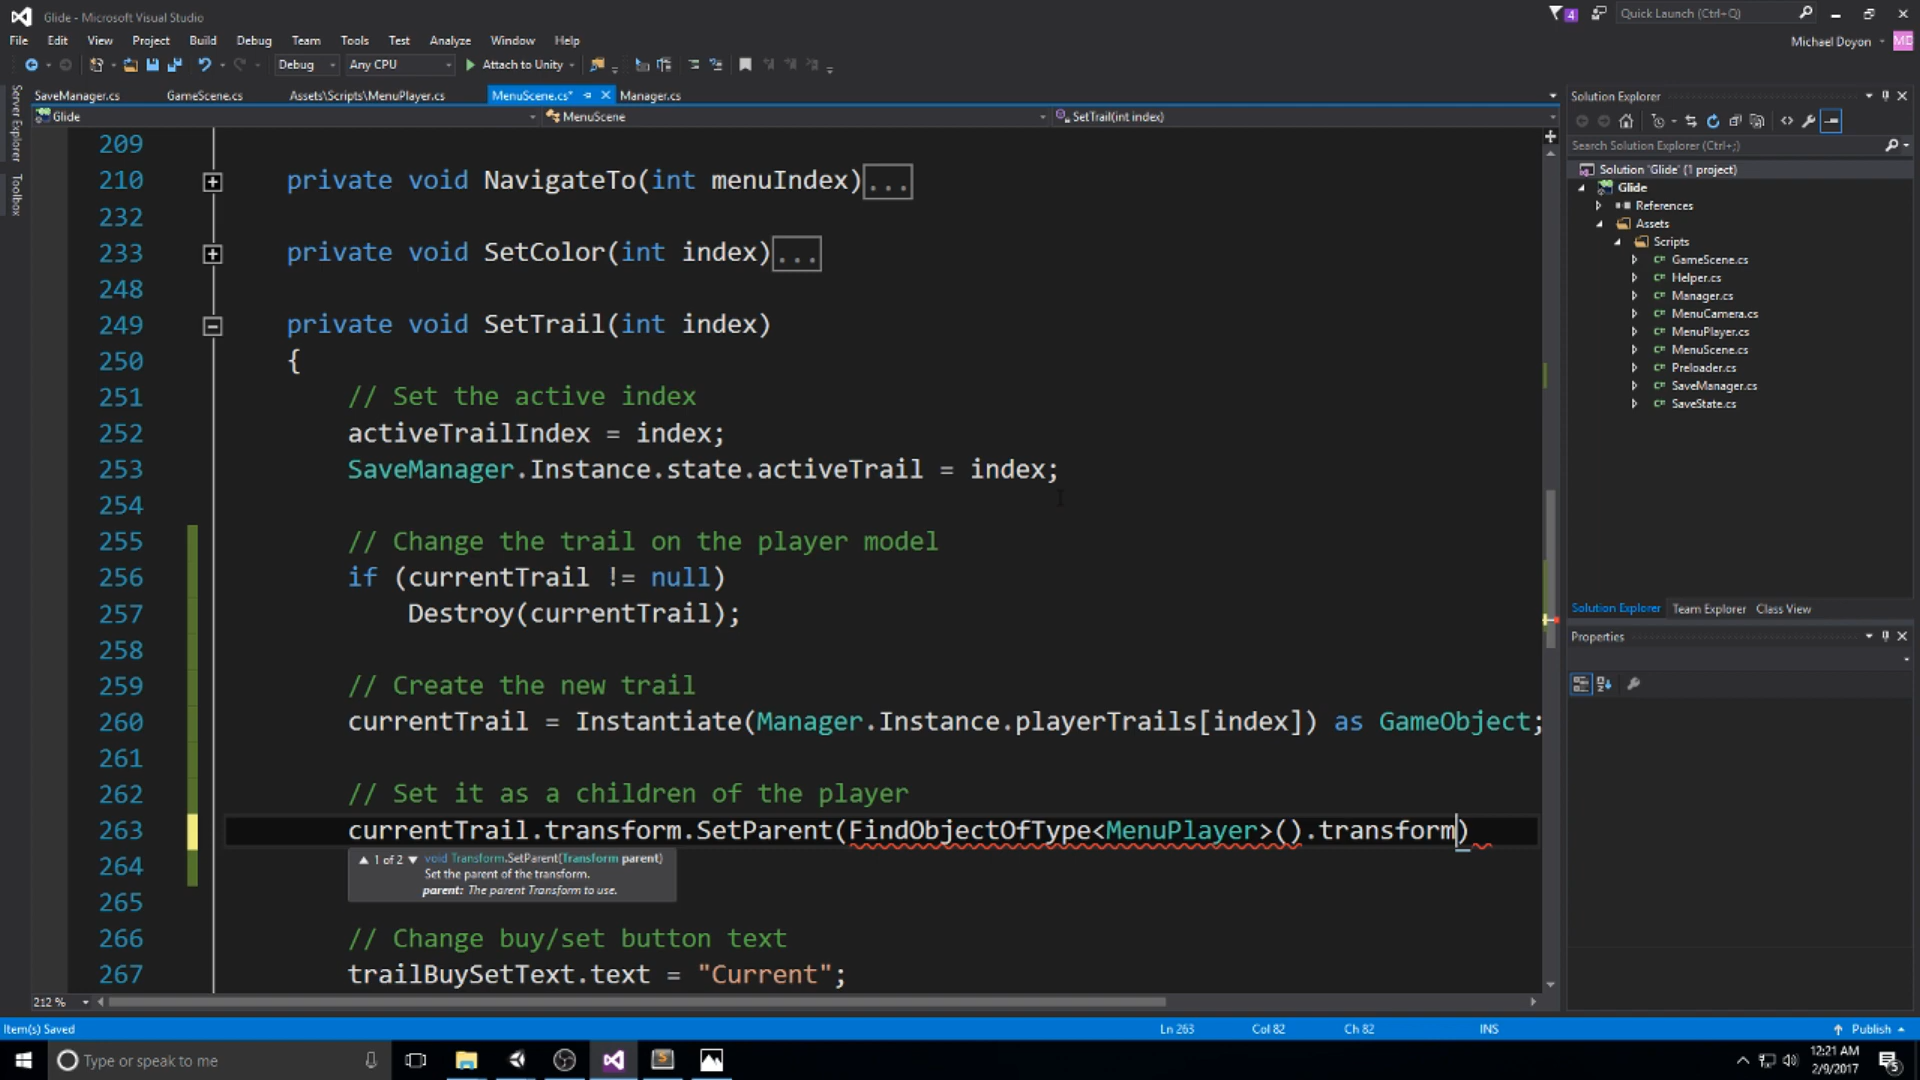 Glide - Microsoft Visual Studio
4
Quick Launch (Ctrl+Q)
File Edit View Project Build Debug Team Tools Test Analyze Window Help
Michael Doyon
MD
Debug Any CPU Attach to Unity
SaveManager.cs GameScene.cs Assets\Scripts\MenuPlayer.cs MenuScene.cs* Manager.cs
Glide MenuScene SetTrail(int index)
Server Explorer
Toolbox
209
210 private void NavigateTo(int menuIndex)...
232
233 private void SetColor(int index)...
248
249 private void SetTrail(int index)
250 {
251 // Set the active index
252 activeTrailIndex = index;
253 SaveManager.Instance.state.activeTrail = index;
254
255 // Change the trail on the player model
256 if (currentTrail != null)
257 Destroy(currentTrail);
258
259 // Create the new trail
260 currentTrail = Instantiate(Manager.Instance.playerTrails[index]) as GameObject;
261
262 // Set it as a children of the player
263 currentTrail.transform.SetParent(FindObjectOfType<MenuPlayer>().transform)
264
1 of 2 void Transform.SetParent(Transform parent)
Set the parent of the transform.
parent: The parent Transform to use.
265
266 // Change buy/set button text
267 trailBuySetText.text = "Current";
212 %
Solution Explorer
Search Solution Explorer (Ctrl+;)
Solution 'Glide' (1 project)
Glide
References
Assets
Scripts
GameScene.cs
Helper.cs
Manager.cs
MenuCamera.cs
MenuPlayer.cs
MenuScene.cs
Preloader.cs
SaveManager.cs
SaveState.cs
Solution Explorer Team Explorer Class View
Properties
Item(s) Saved Ln 263 Col 82 Ch 82 INS Publish
Type or speak to me
12:21 AM
2/9/2017
5